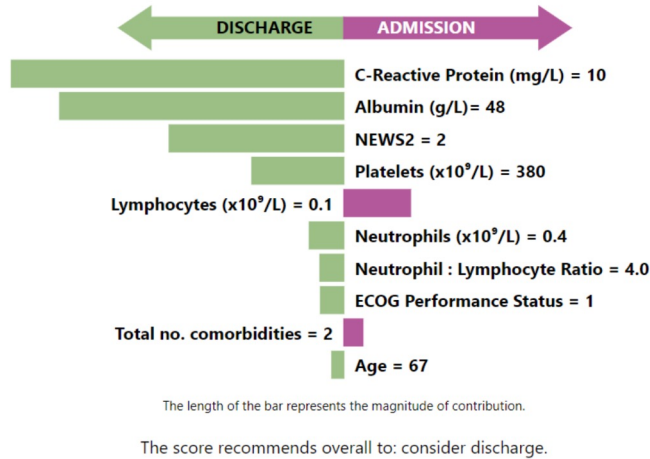 DISCHARGE ADMISSION
C-Reactive Protein (mg/L) = 10
Albumin (g/L)= 48
NEWS2 = 2
Platelets (x10⁹/L) = 380
Lymphocytes (x10⁹/L) = 0.1
Neutrophils (x10⁹/L) = 0.4
Neutrophil : Lymphocyte Ratio = 4.0
ECOG Performance Status = 1
Total no. comorbidities = 2
Age = 67
The length of the bar represents the magnitude of contribution.
The score recommends overall to: consider discharge.